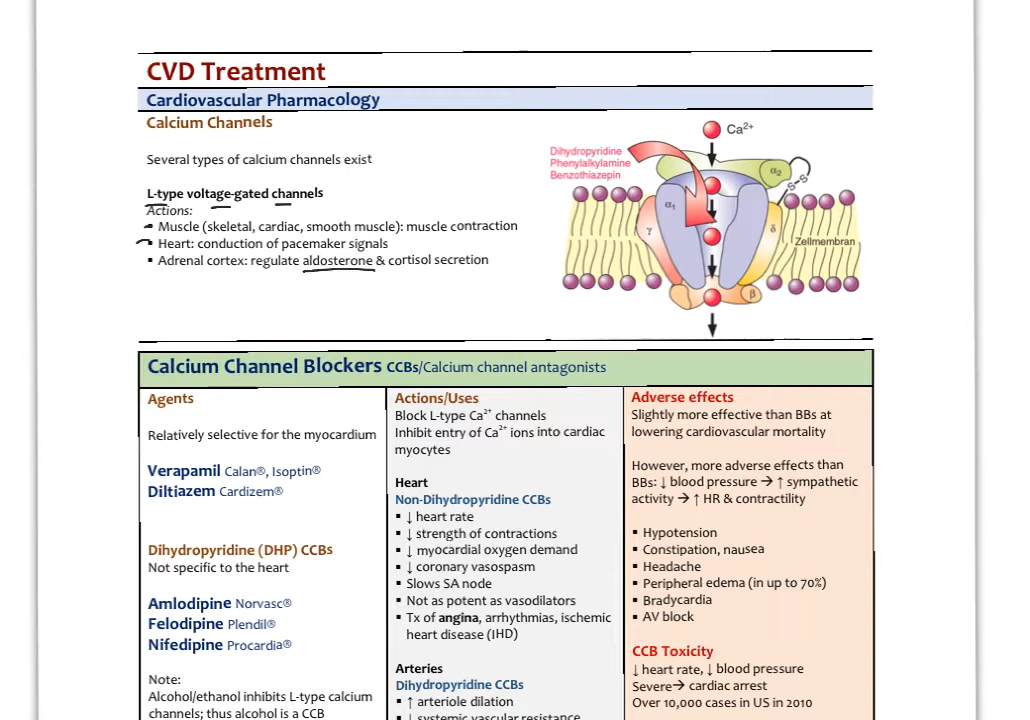 CVD Treatment
Cardiovascular Pharmacology
Calcium Channels
Several types of calcium channels exist
L-type voltage-gated channels
Actions:
▪ Muscle (skeletal, cardiac, smooth muscle): muscle contraction
▪ Heart: conduction of pacemaker signals
▪ Adrenal cortex: regulate aldosterone & cortisol secretion
Ca²⁺
Dihydropyridine
Phenylalkylamine
Benzothiazepin
α₂
S-S
α₁
γ
δ
Zellmembran
β
Calcium Channel Blockers CCBs/Calcium channel antagonists
Agents
Relatively selective for the myocardium
Verapamil Calan®, Isoptin®
Diltiazem Cardizem®
Dihydropyridine (DHP) CCBs
Not specific to the heart
Amlodipine Norvasc®
Felodipine Plendil®
Nifedipine Procardia®
Note:
Alcohol/ethanol inhibits L-type calcium
channels; thus alcohol is a CCB
Actions/Uses
Block L-type Ca²⁺ channels
Inhibit entry of Ca²⁺ ions into cardiac
myocytes
Heart
Non-Dihydropyridine CCBs
▪ ↓ heart rate
▪ ↓ strength of contractions
▪ ↓ myocardial oxygen demand
▪ ↓ coronary vasospasm
▪ Slows SA node
▪ Not as potent as vasodilators
▪ Tx of angina, arrhythmias, ischemic
heart disease (IHD)
Arteries
Dihydropyridine CCBs
▪ ↑ arteriole dilation
▪ ↓ systemic vascular resistance
Adverse effects
Slightly more effective than BBs at
lowering cardiovascular mortality
However, more adverse effects than
BBs: ↓ blood pressure → ↑ sympathetic
activity → ↑ HR & contractility
▪ Hypotension
▪ Constipation, nausea
▪ Headache
▪ Peripheral edema (in up to 70%)
▪ Bradycardia
▪ AV block
CCB Toxicity
↓ heart rate, ↓ blood pressure
Severe→ cardiac arrest
Over 10,000 cases in US in 2010